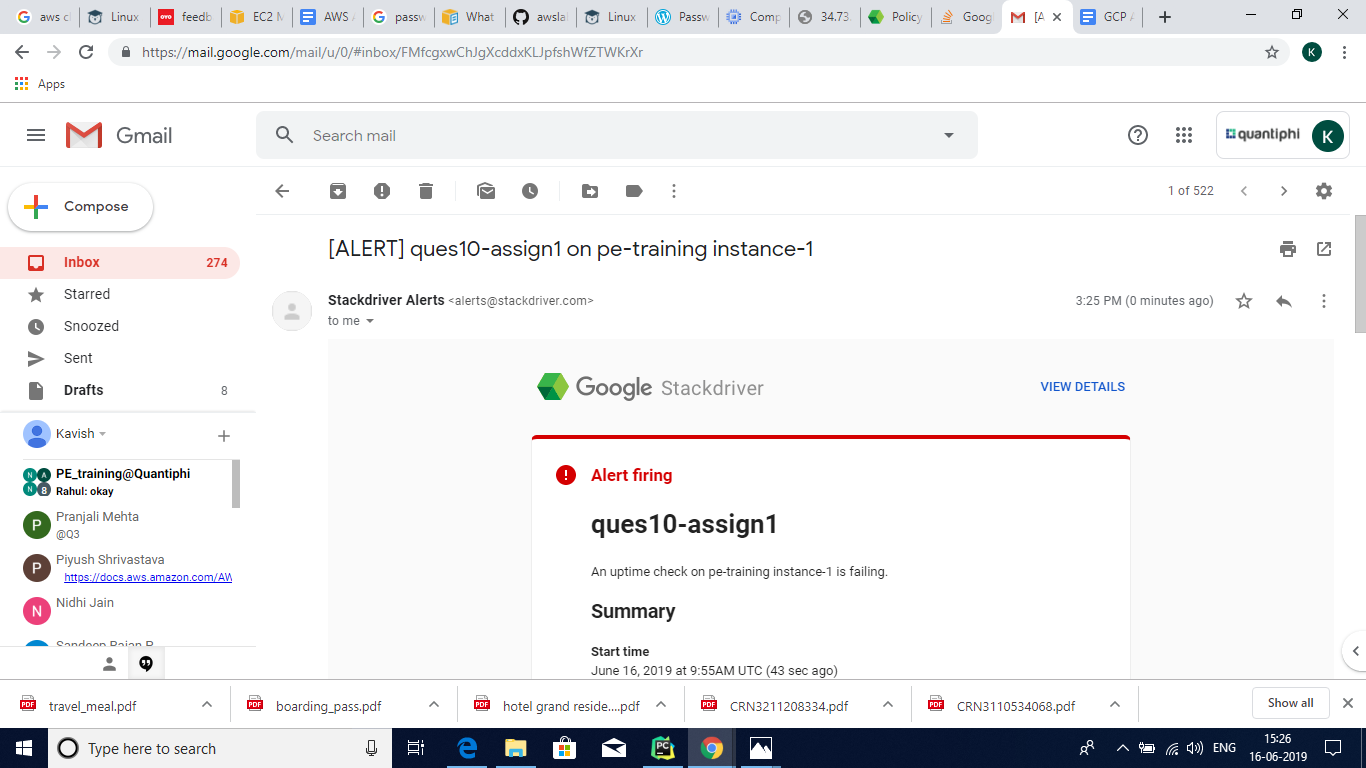 aws cl
Linux
feedb
EC2 M
AWS A
passw
What
awslal
Linux
Passw
Comp
34.73.
Policy
Goog
[A
GCP A
https://mail.google.com/mail/u/0/#inbox/FMfcgxwChJgXcddxKLJpfshWfZTWKrXr
K
Apps
Gmail
Search mail
quantiphi
K
Compose
1 of 522
Inbox 274
Starred
Snoozed
Sent
Drafts 8
[ALERT] ques10-assign1 on pe-training instance-1
Stackdriver Alerts <alerts@stackdriver.com>
3:25 PM (0 minutes ago)
to me
Google Stackdriver
VIEW DETAILS
Alert firing
ques10-assign1
An uptime check on pe-training instance-1 is failing.
Summary
Start time
June 16, 2019 at 9:55AM UTC (43 sec ago)
Kavish
N A
N 8
PE_training@Quantiphi
Rahul: okay
P
Pranjali Mehta
@Q3
P
Piyush Shrivastava
https://docs.aws.amazon.com/AW
N
Nidhi Jain
Sandeep Rajan P
travel_meal.pdf
boarding_pass.pdf
hotel grand reside....pdf
CRN3211208334.pdf
CRN3110534068.pdf
Show all
Type here to search
ENG
15:26
16-06-2019